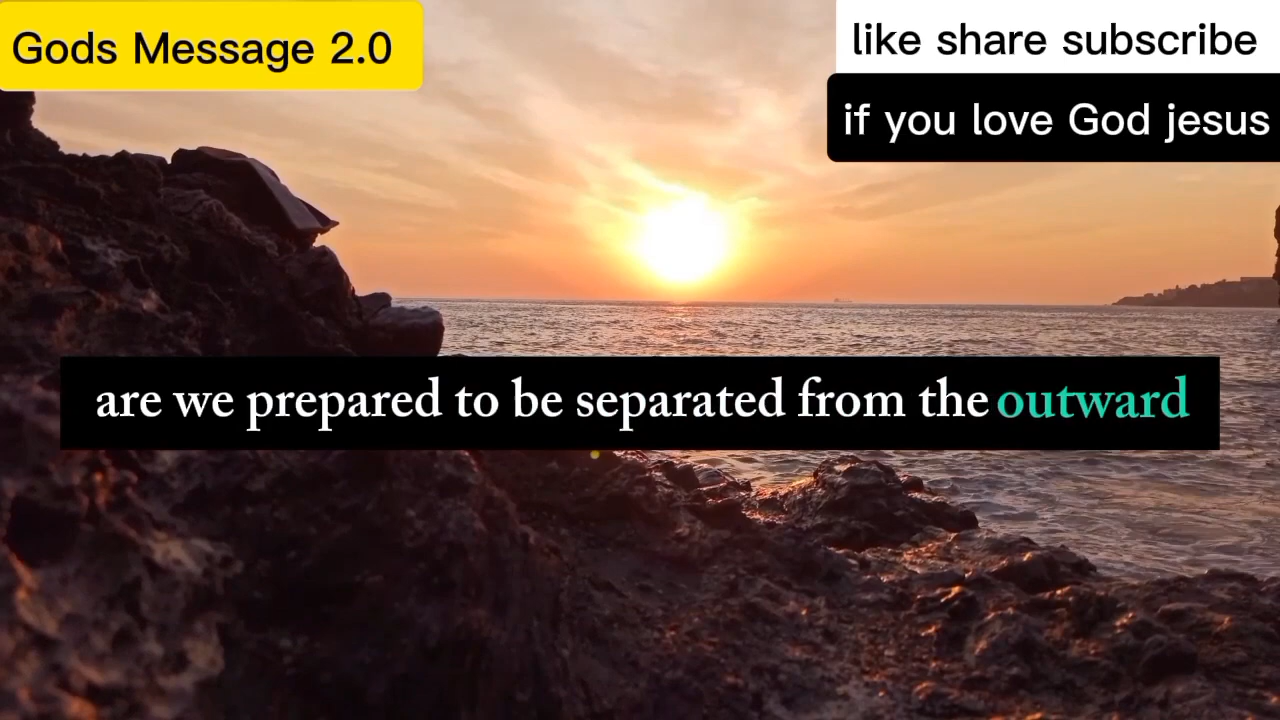 Gods Message 2.0
like share subscribe
if you love God jesus
are we prepared to be separated from the outward